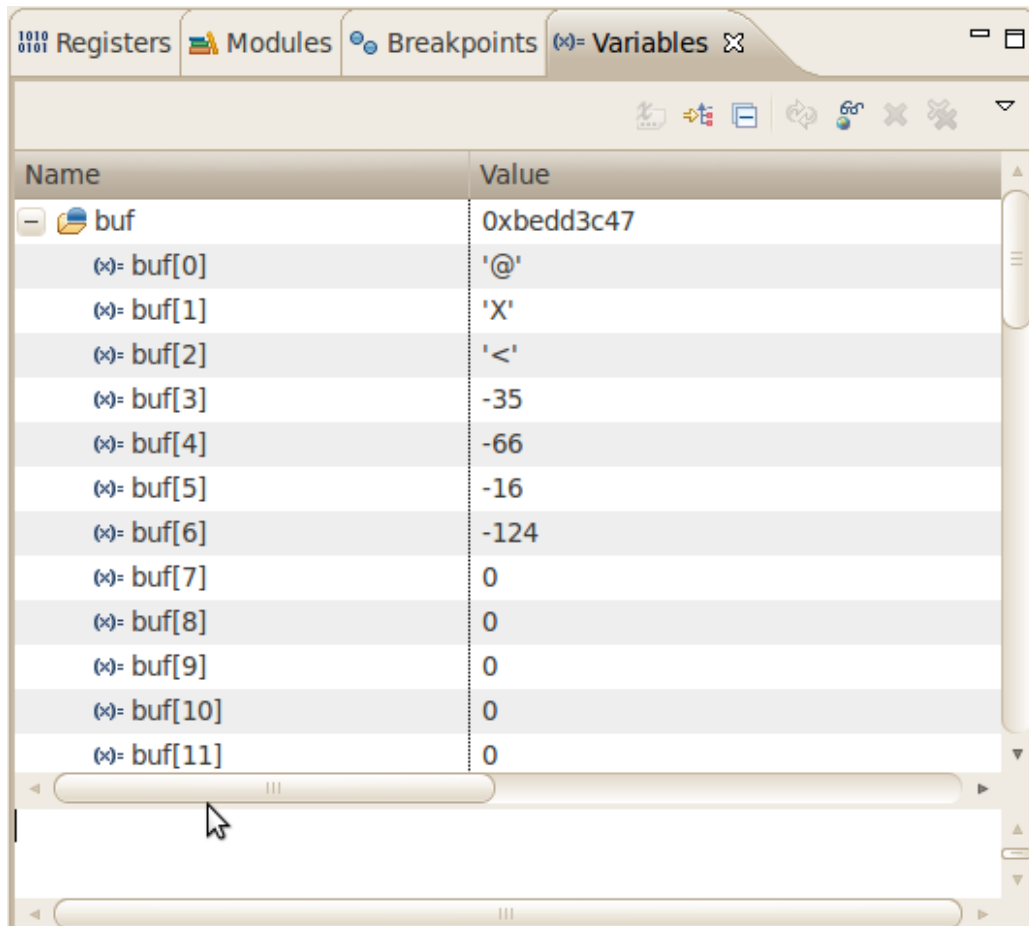 Registers Modules Breakpoints (x)= Variables
Name Value
buf 0xbedd3c47
(x)= buf[0] '@'
(x)= buf[1] 'X'
(x)= buf[2] '<'
(x)= buf[3] -35
(x)= buf[4] -66
(x)= buf[5] -16
(x)= buf[6] -124
(x)= buf[7] 0
(x)= buf[8] 0
(x)= buf[9] 0
(x)= buf[10] 0
(x)= buf[11] 0